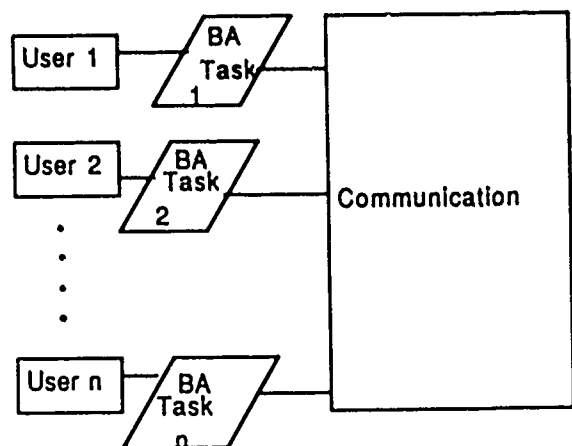 User 1
BA
Task
1
User 2
BA
Task
2
Communication
User n
BA
Task
n